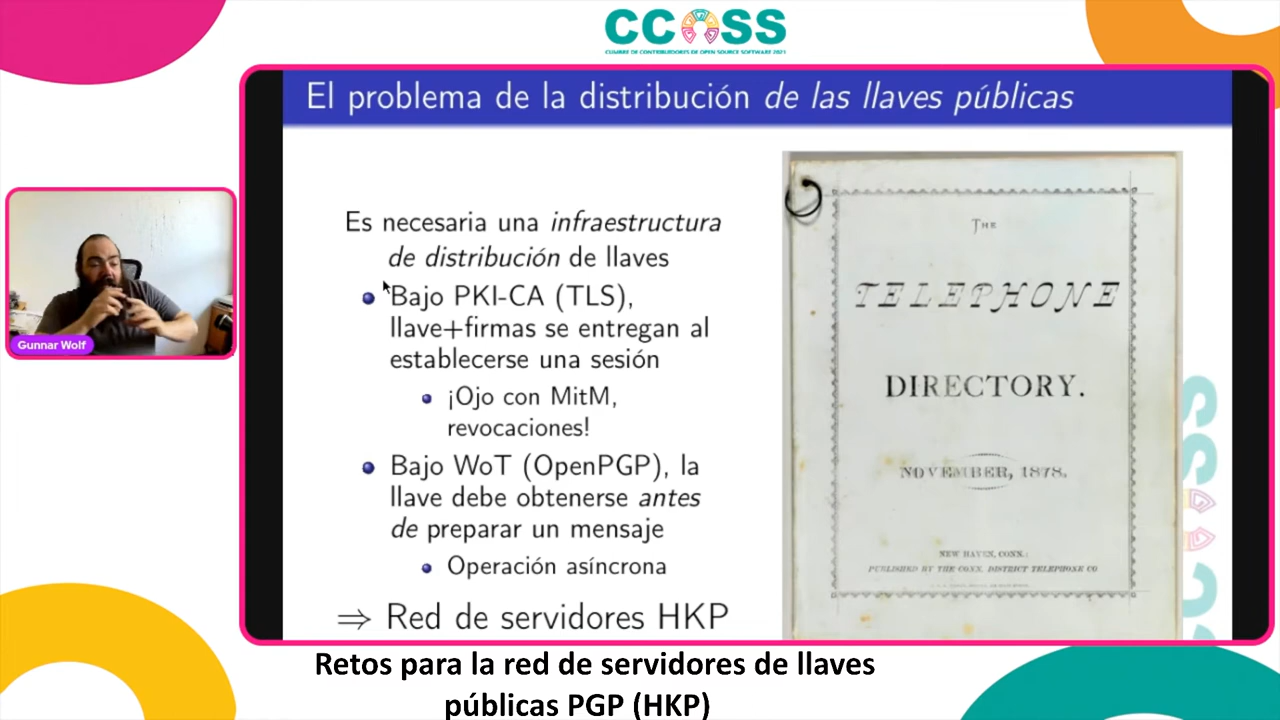 CCOSS
CUMBRE DE CONTRIBUIDORES DE OPEN SOURCE SOFTWARE 2021
El problema de la distribución de las llaves públicas
Es necesaria una infraestructura
de distribución de llaves
Bajo PKI-CA (TLS),
llave+firmas se entregan al
establecerse una sesión
¡Ojo con MitM,
revocaciones!
Bajo WoT (OpenPGP), la
llave debe obtenerse antes
de preparar un mensaje
Operación asíncrona
⇒ Red de servidores HKP
THE
TELEPHONE
DIRECTORY.
NOVEMBER, 1878.
NEW HAVEN, CONN.:
PUBLISHED BY THE CONN. DISTRICT TELEPHONE CO
Gunnar Wolf
Retos para la red de servidores de llaves
públicas PGP (HKP)